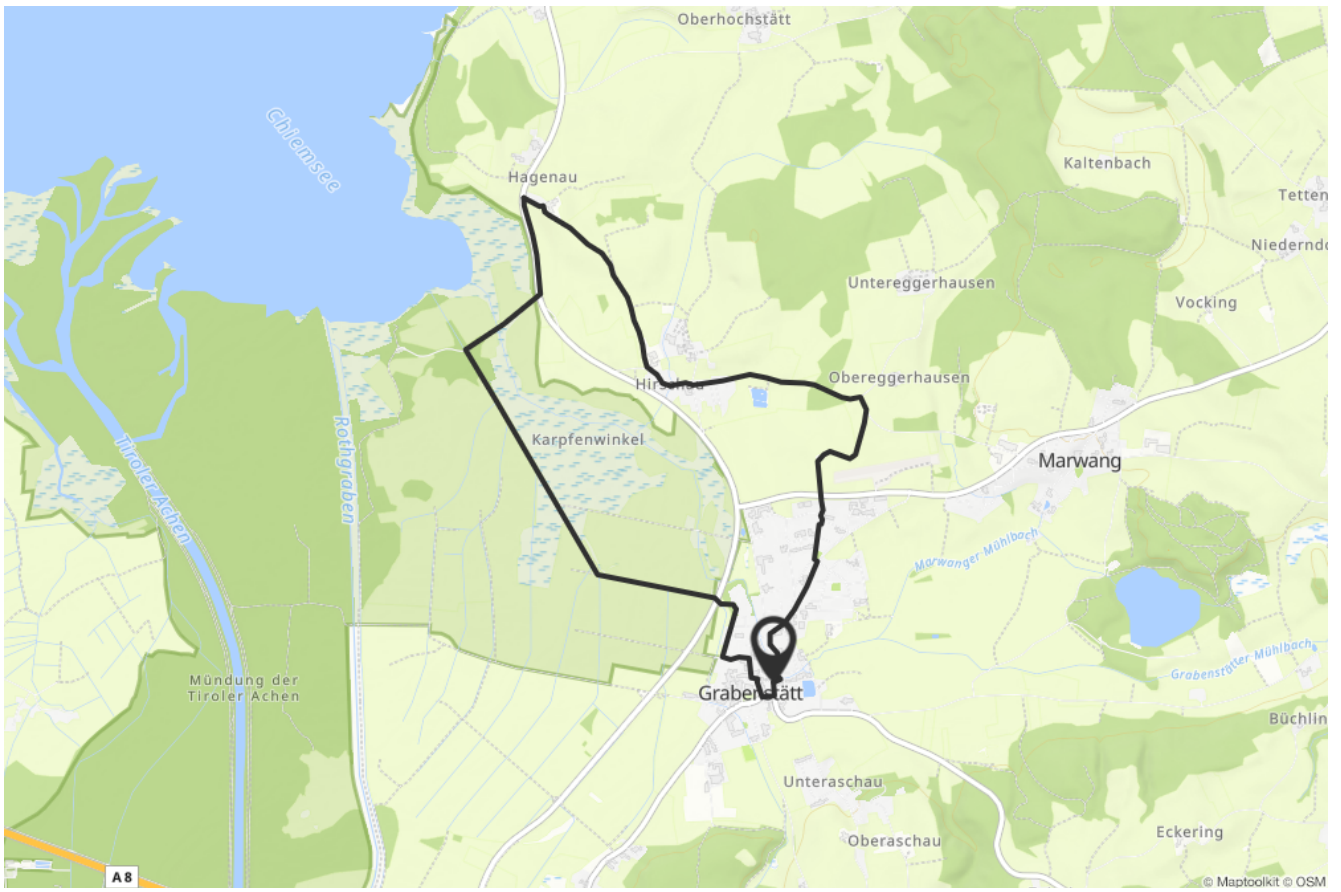 Oberhochstätt
Chiemsee
Kaltenbach
Hagenau
Tetten
Niederndo
Untereggerhausen
Vocking
Obereggerhausen
Hirschau
Karpfenwinkel
Rothgraben
Marwang
Tiroler Achen
Marwanger Mühlbach
Grabenstätter Mühlbach
Mündung der
Tiroler Achen
Grabenstätt
Büchlin
Unteraschau
Oberaschau
Eckering
A 8
© Maptoolkit © OSM